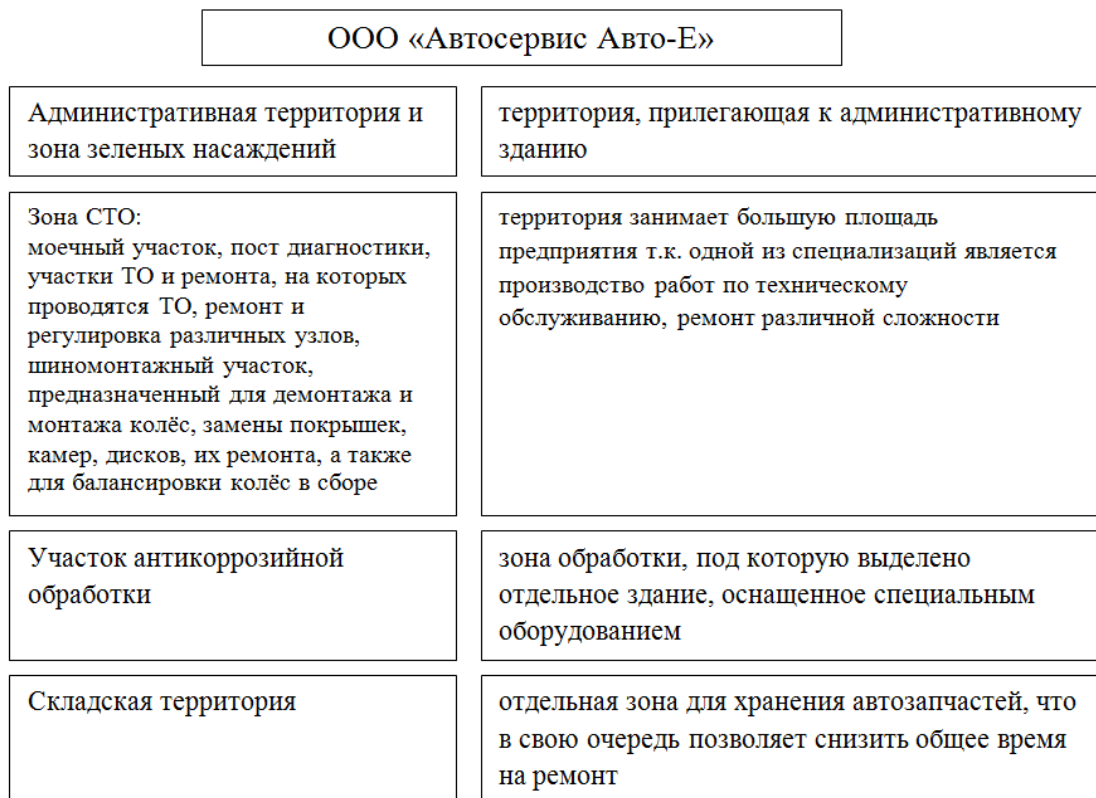 ООО «Автосервис Авто-Е»
Административная территория и
зона зеленых насаждений
территория, прилегающая к административному
зданию
Зона СТО:
моечный участок, пост диагностики,
участки ТО и ремонта, на которых
проводятся ТО, ремонт и
регулировка различных узлов,
шиномонтажный участок,
предназначенный для демонтажа и
монтажа колёс, замены покрышек,
камер, дисков, их ремонта, а также
для балансировки колёс в сборе
территория занимает большую площадь
предприятия т.к. одной из специализаций является
производство работ по техническому
обслуживанию, ремонт различной сложности
Участок антикоррозийной
обработки
зона обработки, под которую выделено
отдельное здание, оснащенное специальным
оборудованием
Складская территория
отдельная зона для хранения автозапчастей, что
в свою очередь позволяет снизить общее время
на ремонт